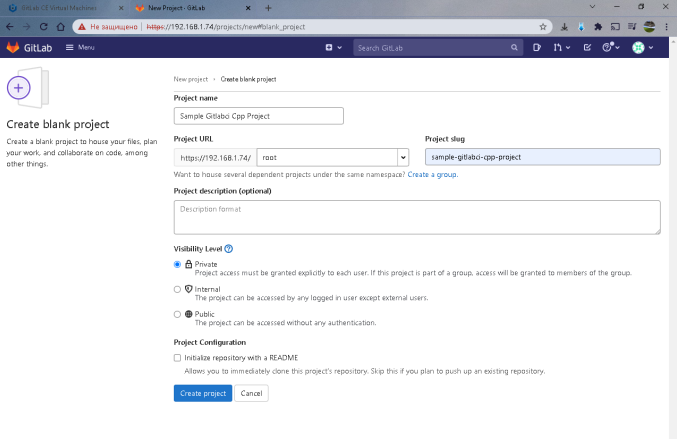 GitLab CE Virtual Machines
New Project · GitLab
Не защищено https://192.168.1.74/projects/new#blank_project
GitLab Menu Search GitLab
New project › Create blank project
Create blank project
Create a blank project to house your files, plan
your work, and collaborate on code, among
other things.
Project name
Sample Gitlabci Cpp Project
Project URL Project slug
https://192.168.1.74/ root sample-gitlabci-cpp-project
Want to house several dependent projects under the same namespace? Create a group.
Project description (optional)
Description format
Visibility Level
Private
Project access must be granted explicitly to each user. If this project is part of a group, access will be granted to members of the group.
Internal
The project can be accessed by any logged in user except external users.
Public
The project can be accessed without any authentication.
Project Configuration
Initialize repository with a README
Allows you to immediately clone this project's repository. Skip this if you plan to push up an existing repository.
Create project Cancel